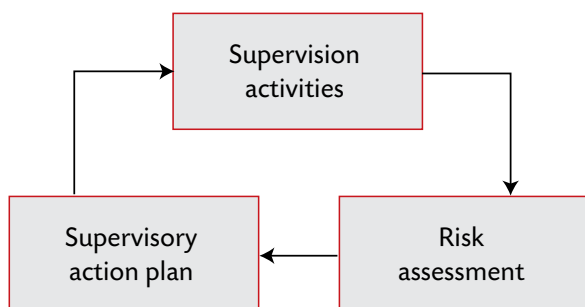 Supervision
activities
Supervisory
action plan
Risk
assessment